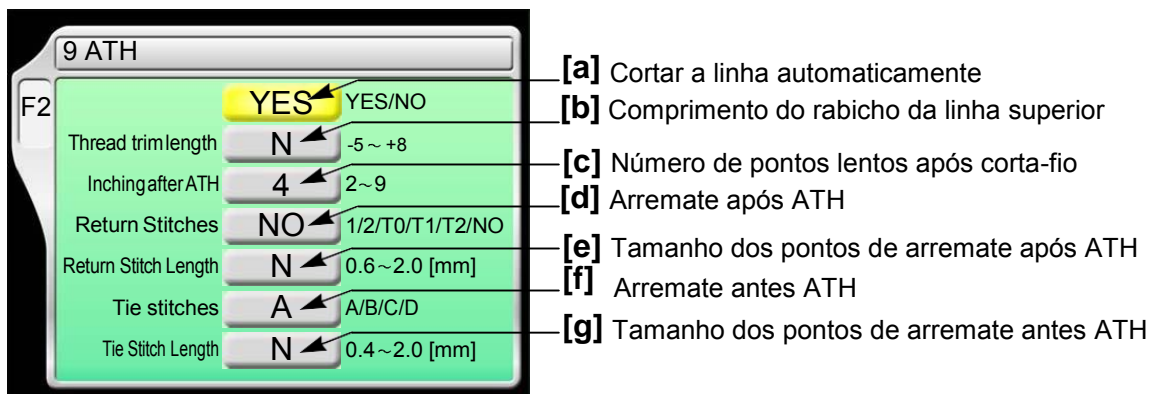 9 ATH
F2
YES YES/NO
Thread trim length N -5 ~ +8
Inching after ATH 4 2~9
Return Stitches NO 1/2/T0/T1/T2/NO
Return Stitch Length N 0.6~2.0 [mm]
Tie stitches A A/B/C/D
Tie Stitch Length N 0.4~2.0 [mm]
[a] Cortar a linha automaticamente
[b] Comprimento do rabicho da linha superior
[c] Número de pontos lentos após corta-fio
[d] Arremate após ATH
[e] Tamanho dos pontos de arremate após ATH
[f] Arremate antes ATH
[g] Tamanho dos pontos de arremate antes ATH